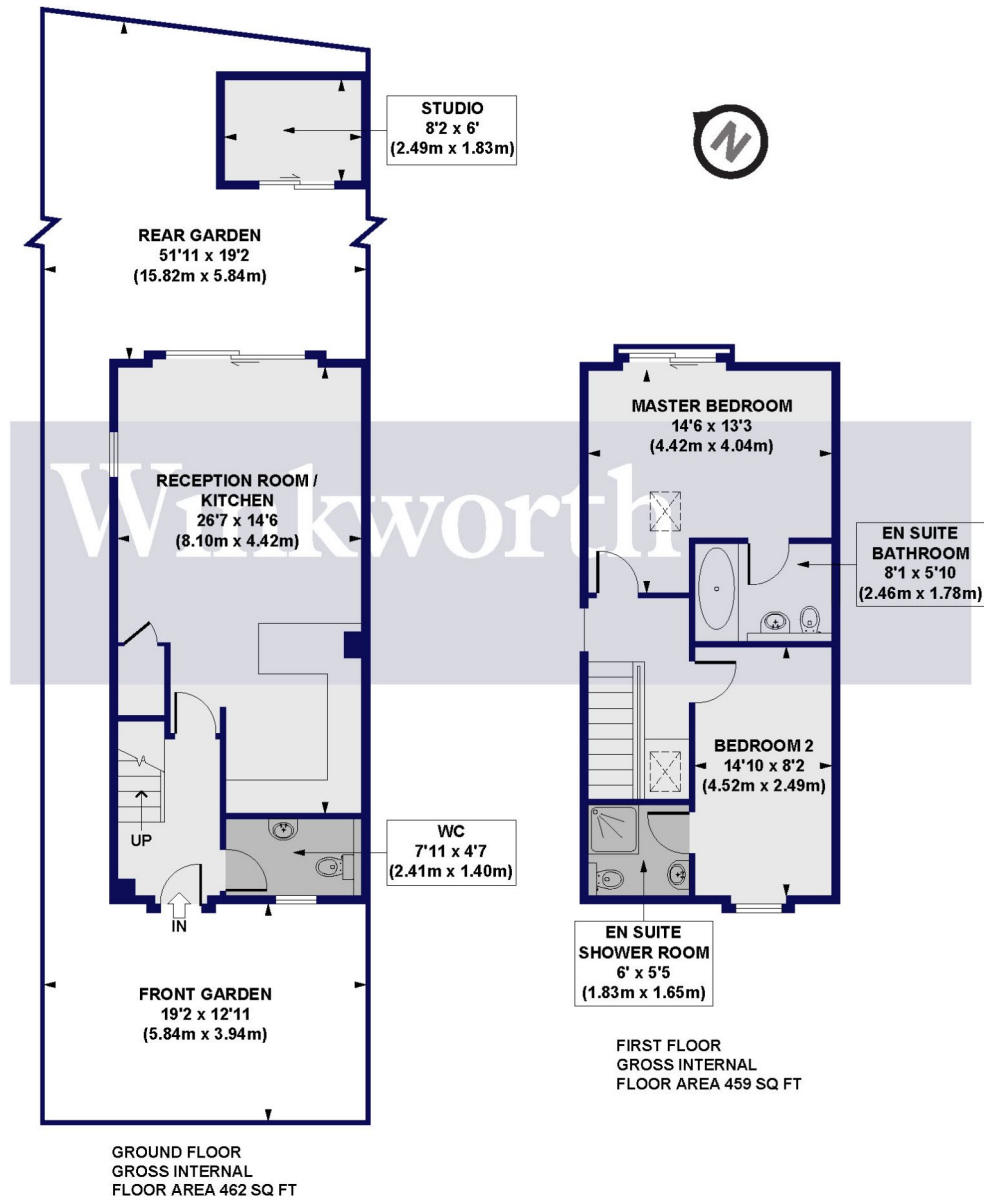 STUDIO
8'2 x 6'
(2.49m x 1.83m)
N
REAR GARDEN
51'11 x 19'2
(15.82m x 5.84m)
Winkworth
RECEPTION ROOM /
KITCHEN
26'7 x 14'6
(8.10m x 4.42m)
MASTER BEDROOM
14'6 x 13'3
(4.42m x 4.04m)
EN SUITE
BATHROOM
8'1 x 5'10
(2.46m x 1.78m)
BEDROOM 2
14'10 x 8'2
(4.52m x 2.49m)
UP
WC
7'11 x 4'7
(2.41m x 1.40m)
IN
EN SUITE
SHOWER ROOM
6' x 5'5
(1.83m x 1.65m)
FRONT GARDEN
19'2 x 12'11
(5.84m x 3.94m)
FIRST FLOOR
GROSS INTERNAL
FLOOR AREA 459 SQ FT
GROUND FLOOR
GROSS INTERNAL
FLOOR AREA 462 SQ FT